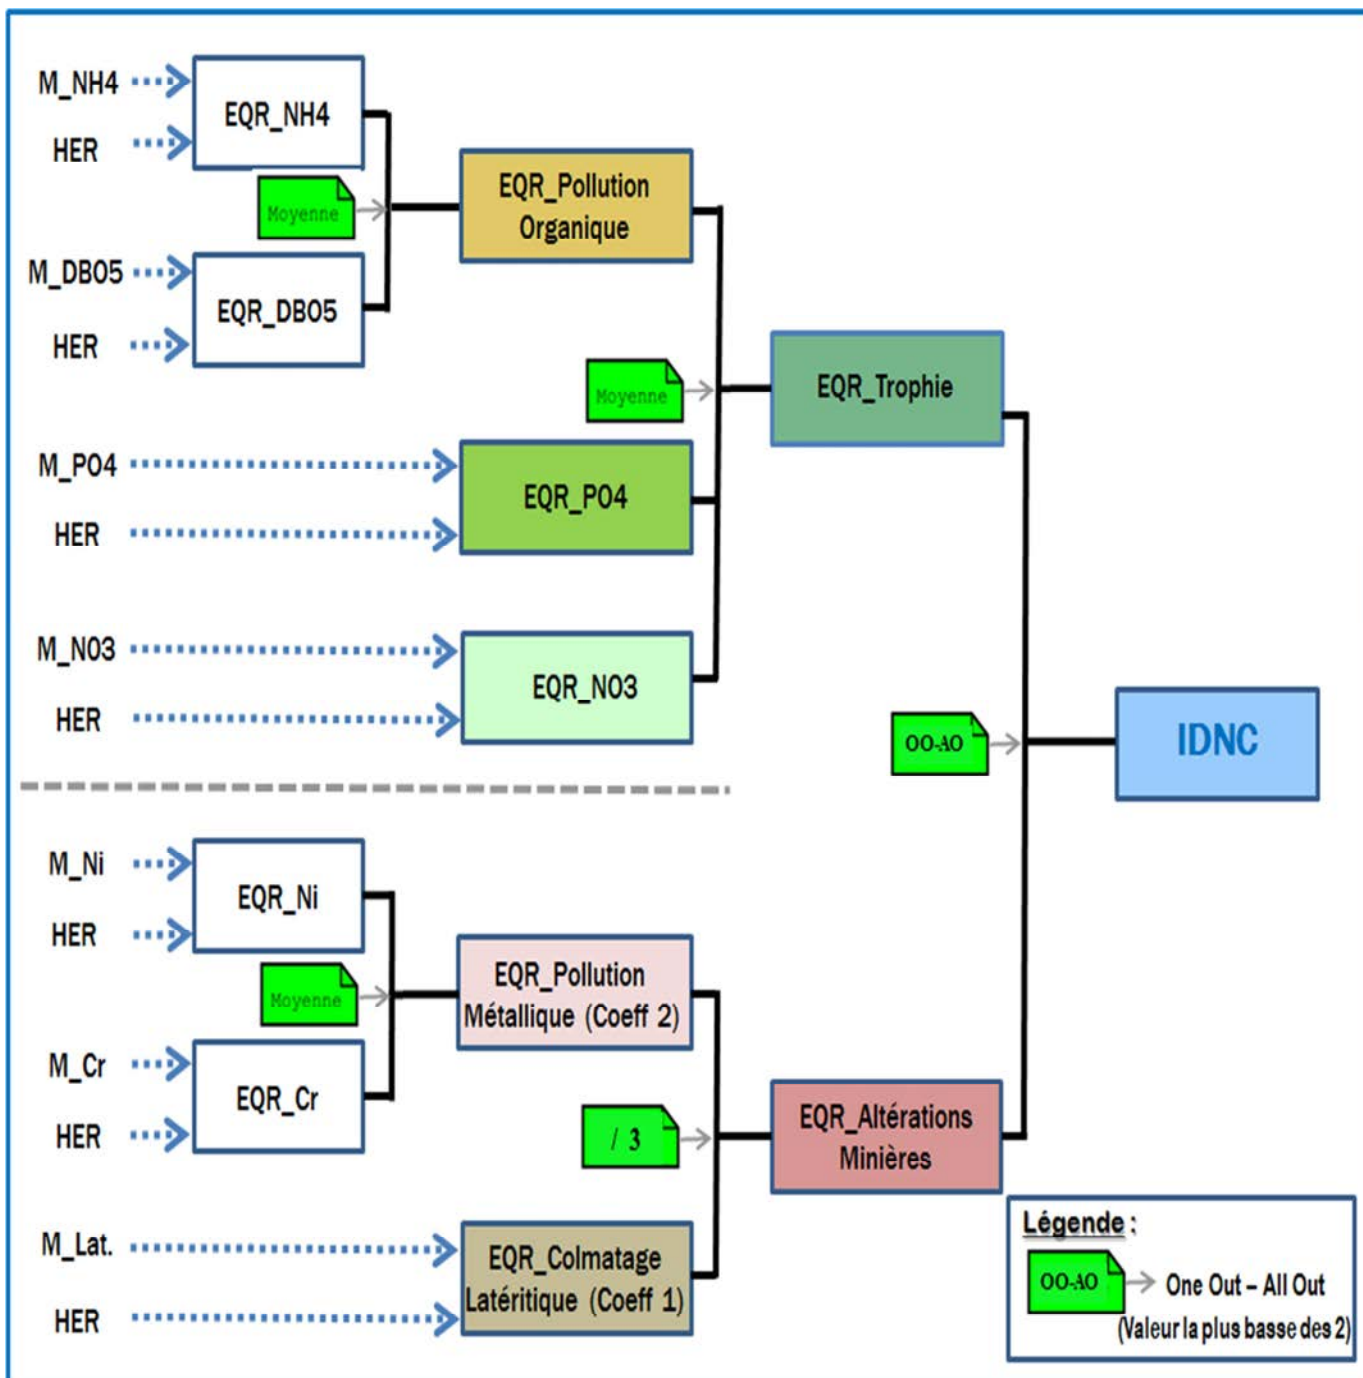 M_NH4
HER
EQR_NH4
Moyenne
M_DBO5
HER
EQR_DBO5
EQR_Pollution
Organique
M_PO4
HER
EQR_PO4
Moyenne
EQR_Trophie
M_NO3
HER
EQR_NO3
OO-AO
IDNC
M_Ni
HER
EQR_Ni
Moyenne
M_Cr
HER
EQR_Cr
EQR_Pollution
Métallique (Coeff 2)
/ 3
EQR_Altérations
Minières
M_Lat.
HER
EQR_Colmatage
Latéritique (Coeff 1)
Légende :
OO-AO
One Out – All Out
(Valeur la plus basse des 2)